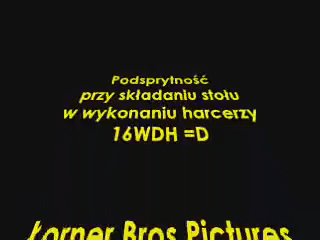 Podsprytność
przy składaniu stołu
w wykonaniu harcerzy
16WDH =D
Łorner Bros Pictures